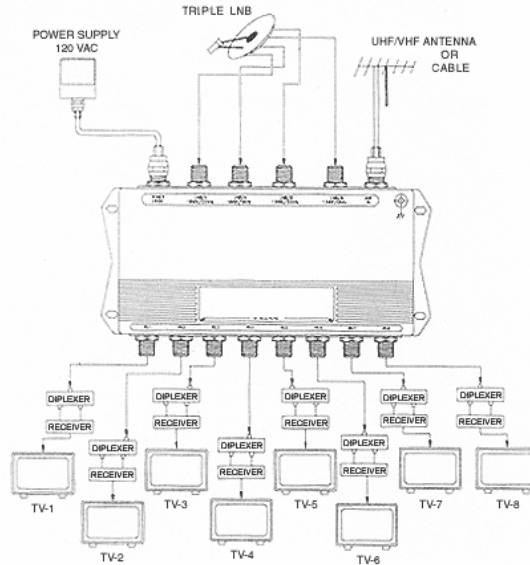 TRIPLE LNB
POWER SUPPLY
120 VAC
UHF/VHF ANTENNA
OR
CABLE
DIPLEXER
RECEIVER
TV-1
DIPLEXER
RECEIVER
TV-2
DIPLEXER
RECEIVER
TV-3
DIPLEXER
RECEIVER
TV-4
DIPLEXER
RECEIVER
TV-5
DIPLEXER
RECEIVER
TV-6
DIPLEXER
RECEIVER
TV-7
DIPLEXER
RECEIVER
TV-8